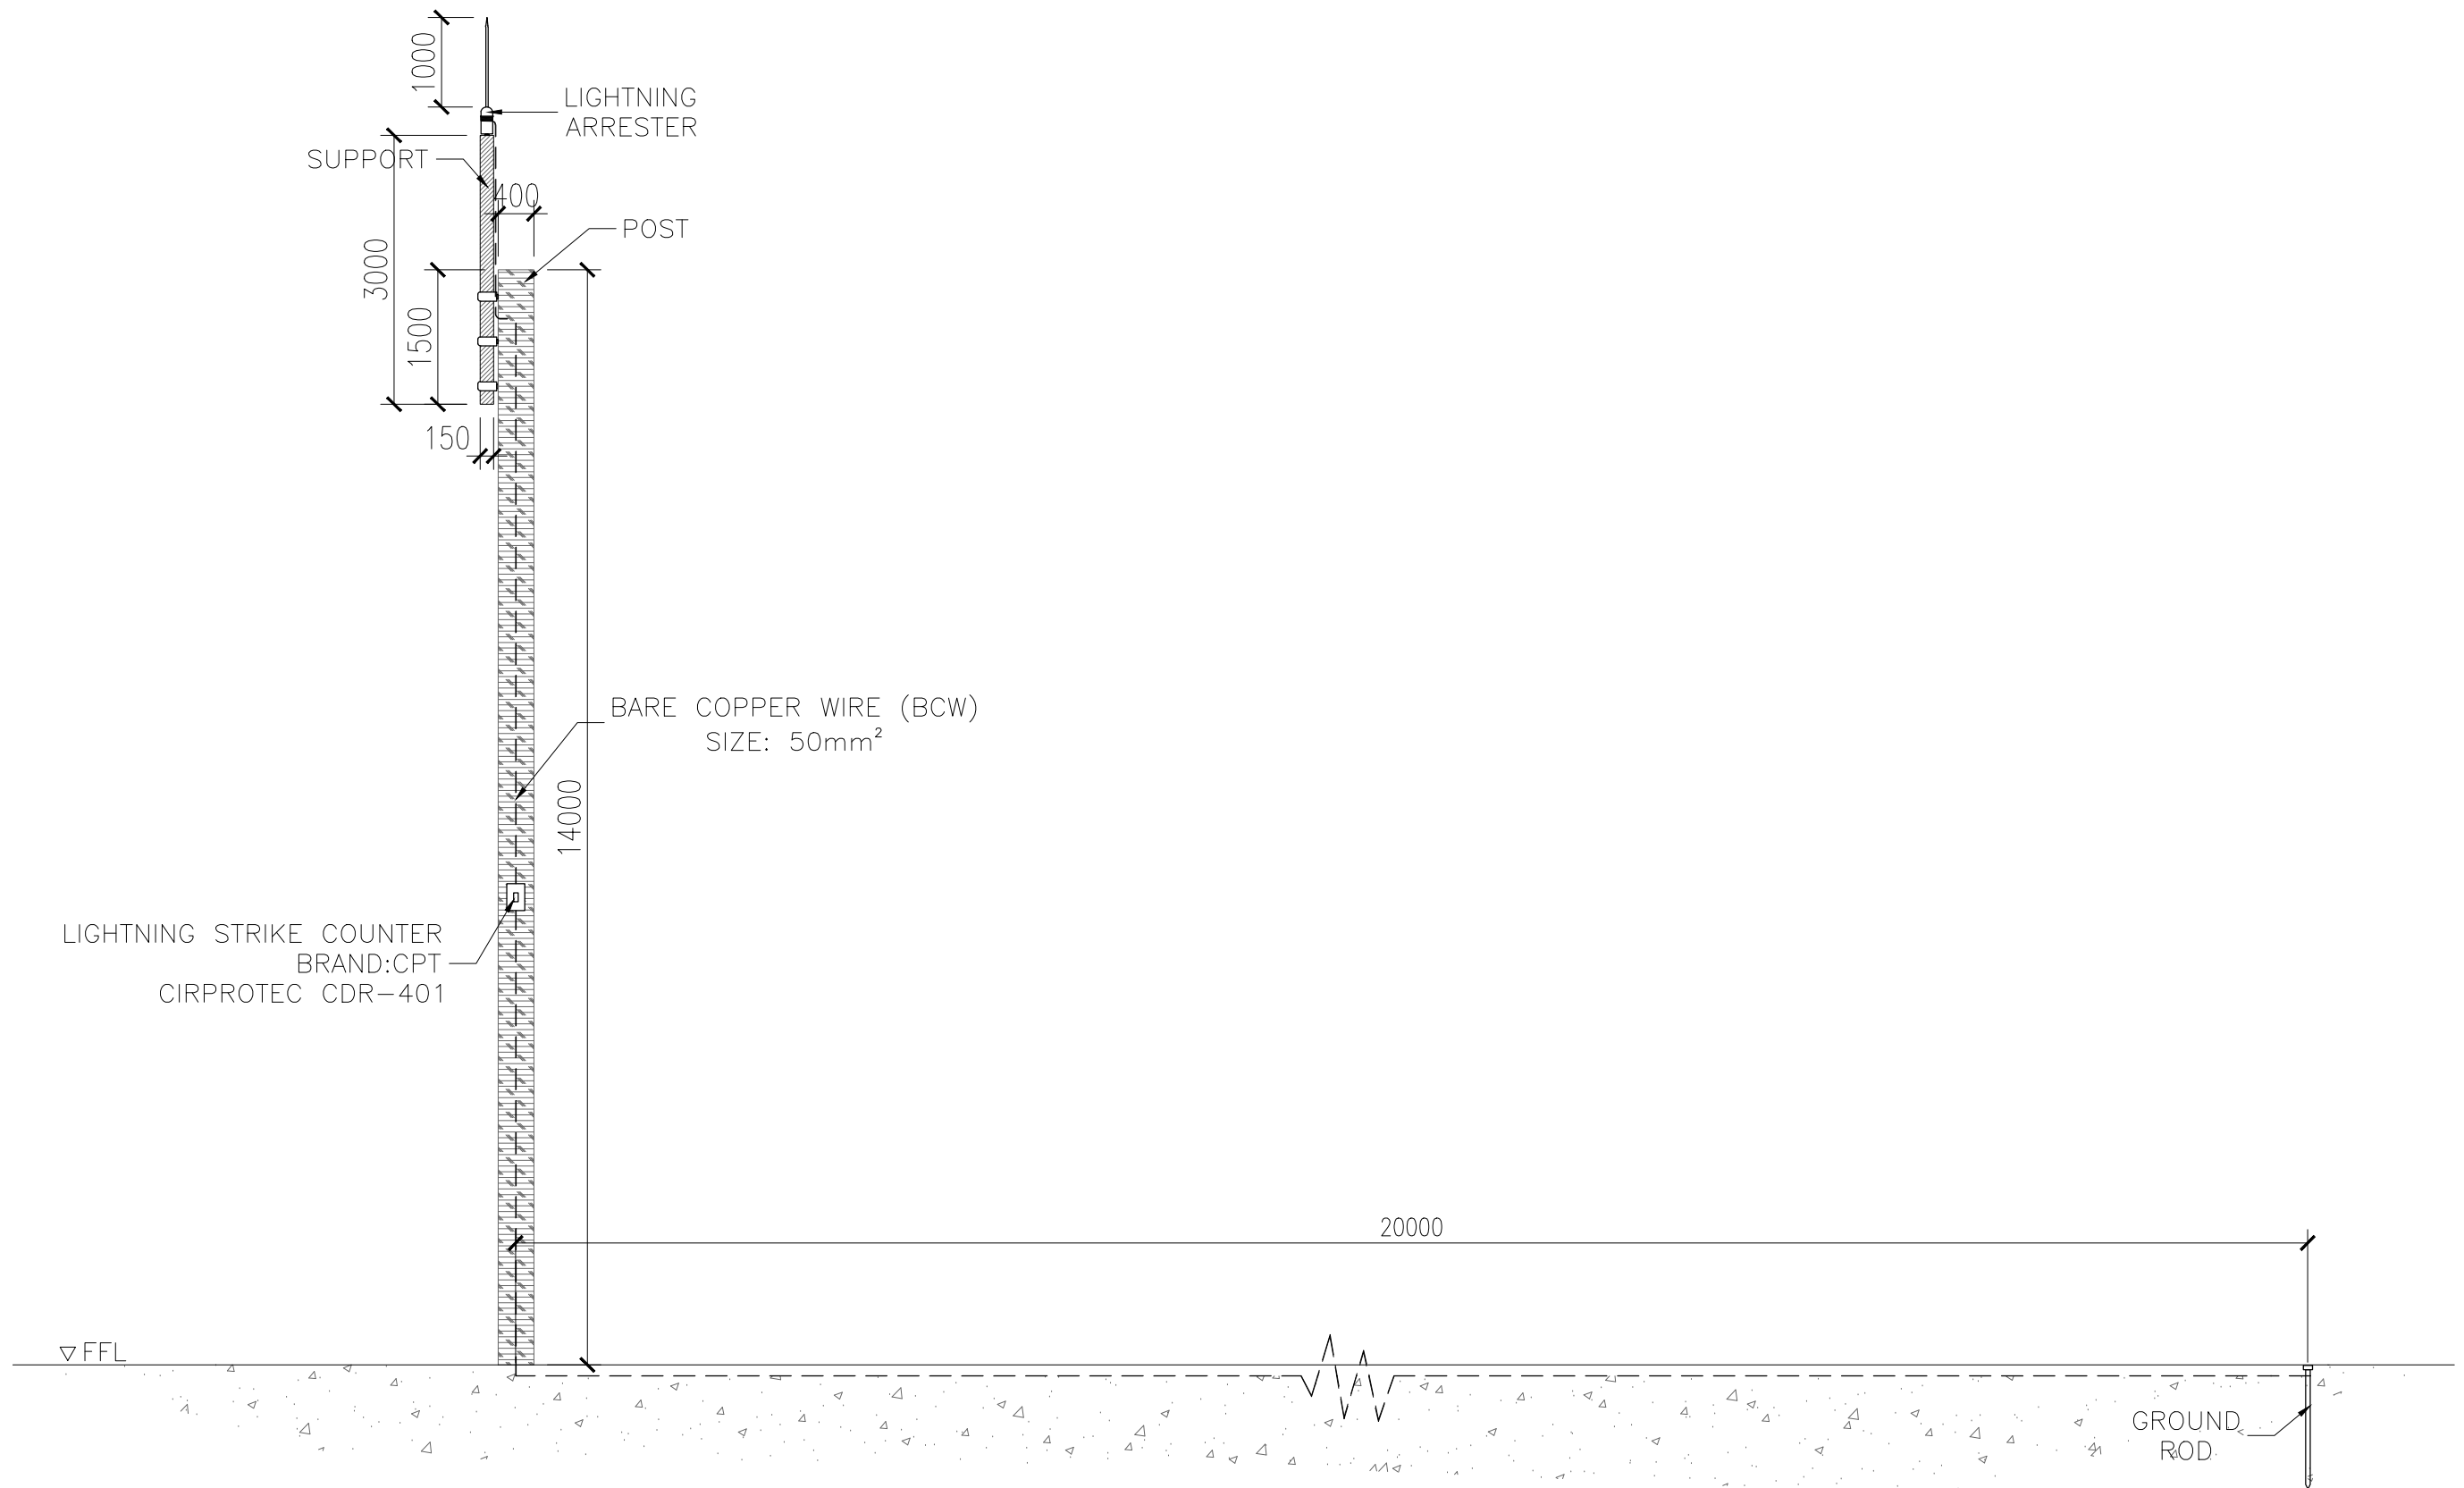 1000
LIGHTNING
ARRESTER
SUPPORT
400
POST
3000
1500
150
BARE COPPER WIRE (BCW)
SIZE: 50mm²
14000
LIGHTNING STRIKE COUNTER
BRAND:CPT
CIRPROTEC CDR-401
20000
FFL
GROUND
ROD